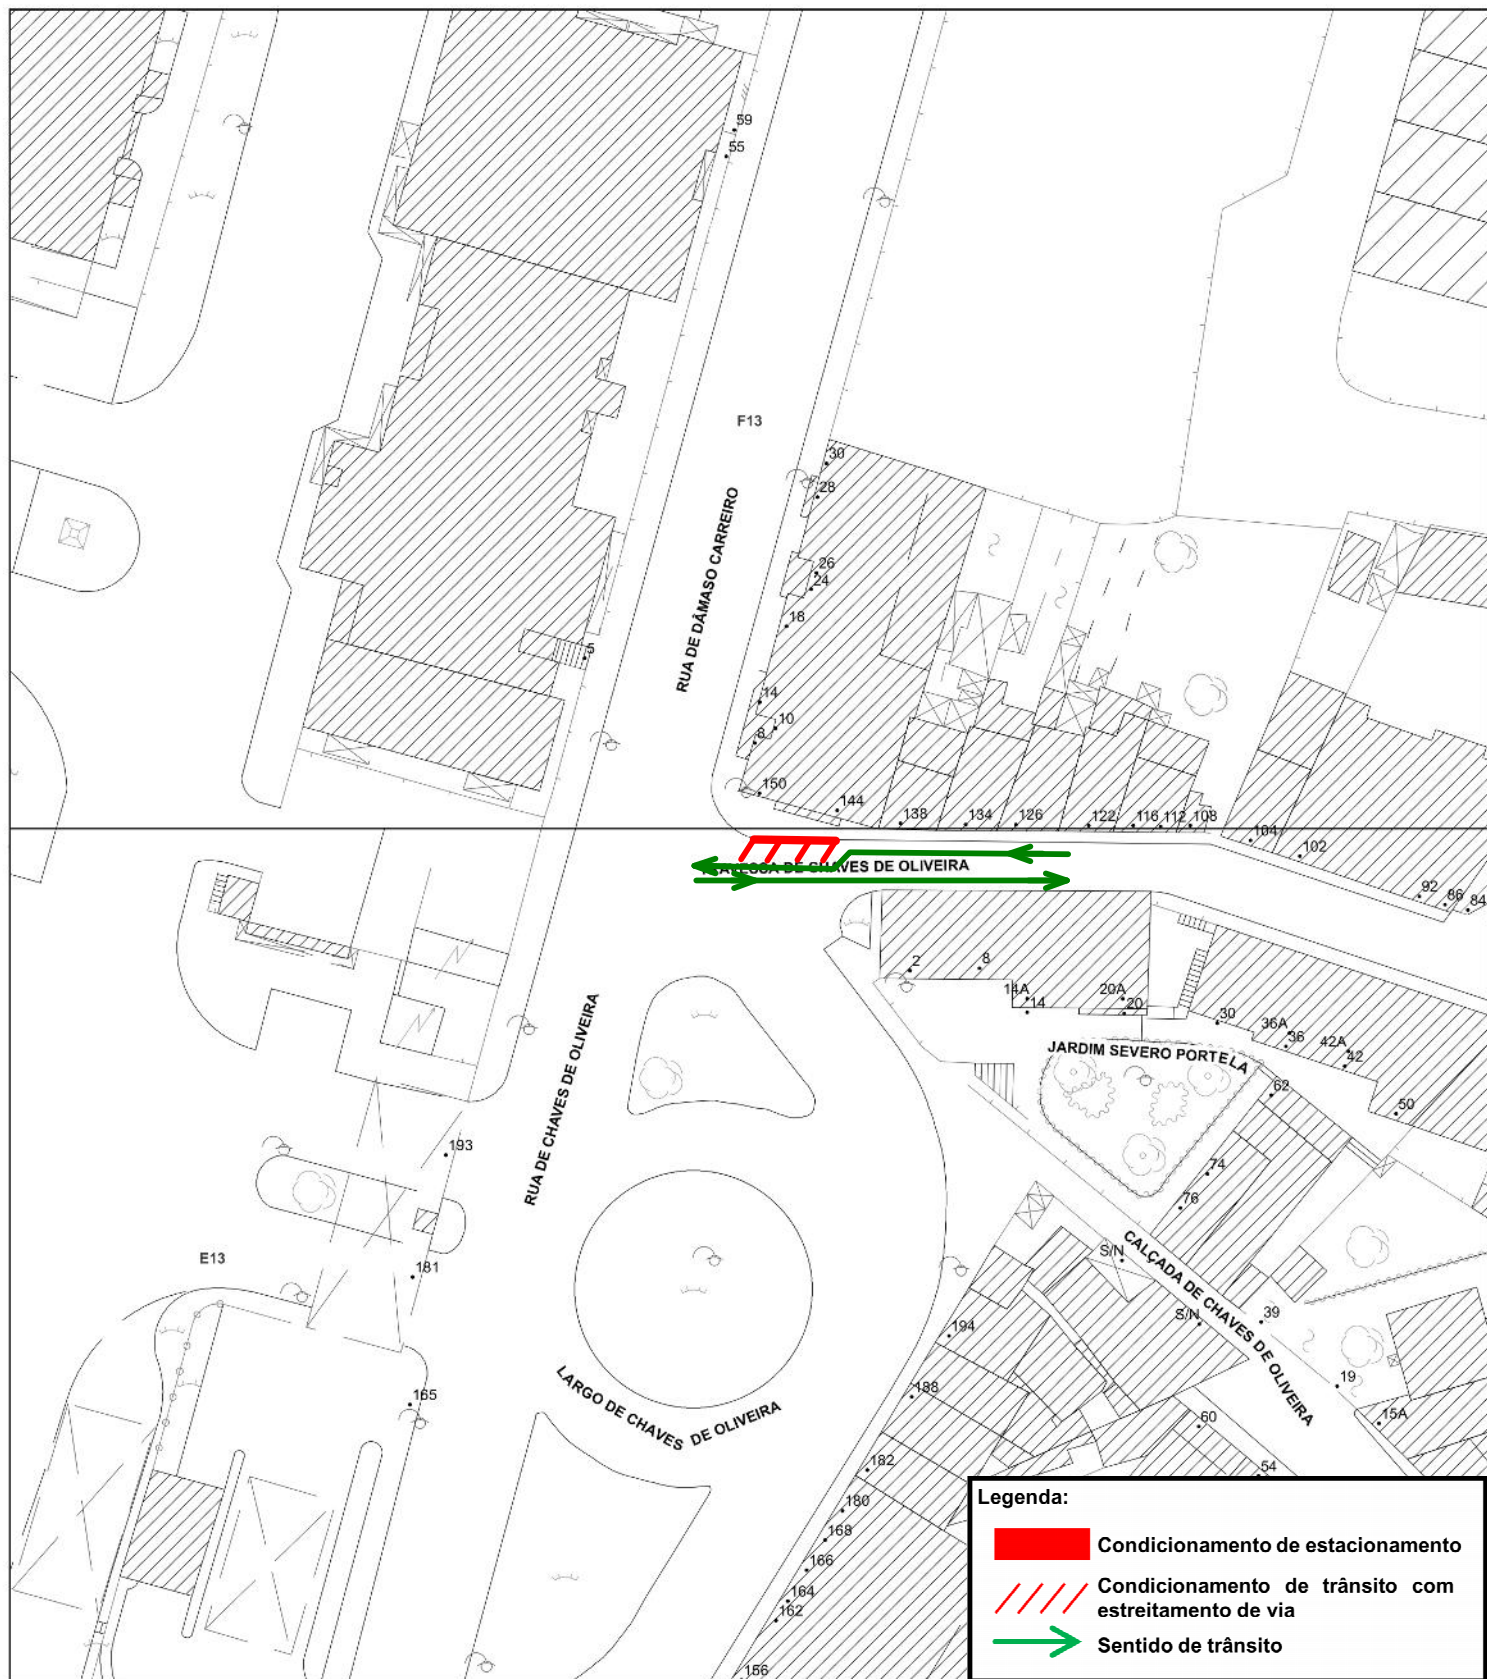 59
55
F13
30
28
RUA DE DÂMASO CARREIRO
26
24
18
5
14
10
8
150
144
138
134
126
122
116
112
108
104
102
TRAVESSA DE CHAVES DE OLIVEIRA
92
86
84
2
8
14A
14
20A
20
30
36A
36
42A
42
JARDIM SEVERO PORTELA
62
50
RUA DE CHAVES DE OLIVEIRA
193
74
76
E13
181
S/N
CALÇADA DE CHAVES DE OLIVEIRA
S/N
39
194
19
188
165
LARGO DE CHAVES DE OLIVEIRA
15A
60
54
182
180
168
166
164
162
156
Legenda:
Condicionamento de estacionamento
Condicionamento de trânsito com
estreitamento de via
Sentido de trânsito